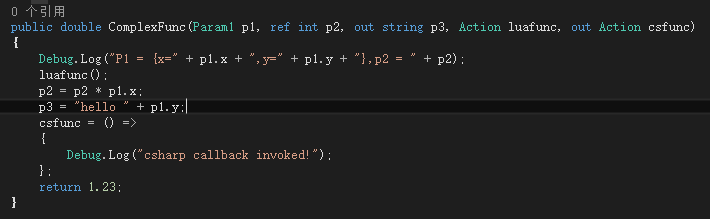 0 个引用
public double ComplexFunc(Param1 p1, ref int p2, out string p3, Action luafunc, out Action csfunc)
{
    Debug.Log("P1 = {x=" + p1.x + ",y=" + p1.y + "},p2 = " + p2);
    luafunc();
    p2 = p2 * p1.x;
    p3 = "hello " + p1.y;
    csfunc = () =>
    {
        Debug.Log("csharp callback invoked!");
    };
    return 1.23;
}